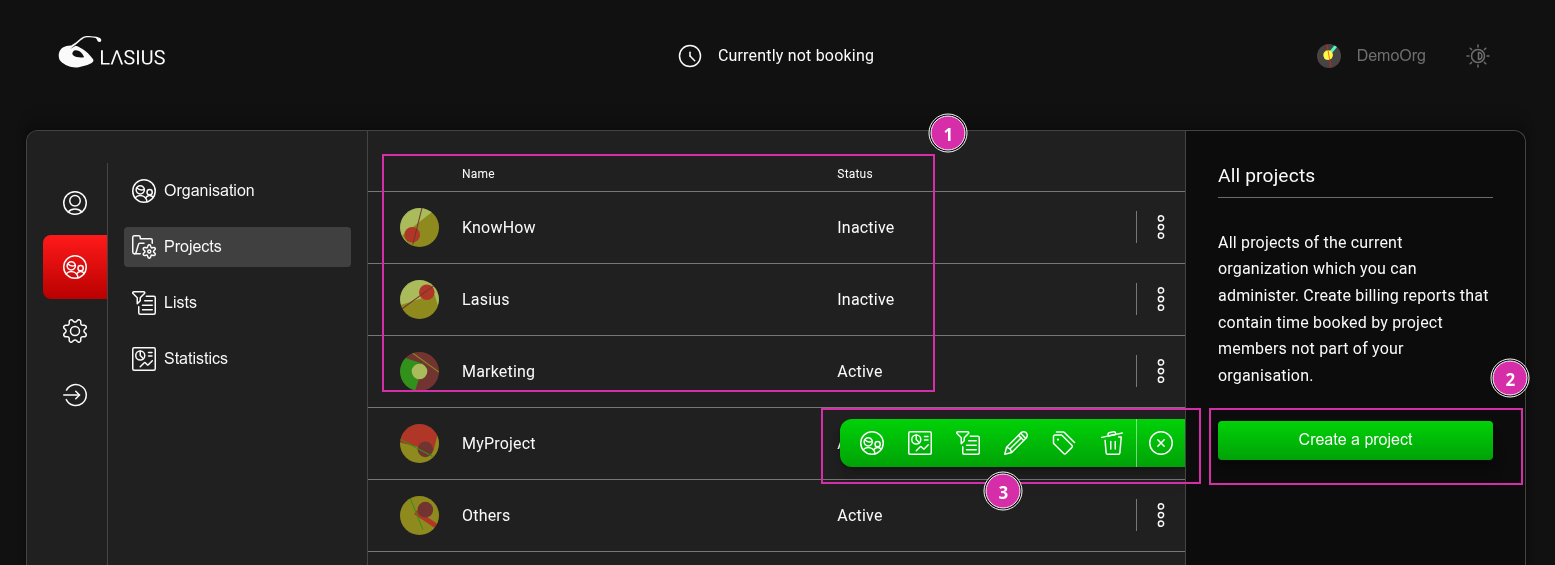 LASIUS
Currently not booking
DemoOrg
1
Organisation
Projects
Lists
Statistics
Name Status
KnowHow Inactive
Lasius Inactive
Marketing Active
MyProject
Others Active
3
All projects
All projects of the current
organization which you can
administer. Create billing reports that
contain time booked by project
members not part of your
organisation.
2
Create a project